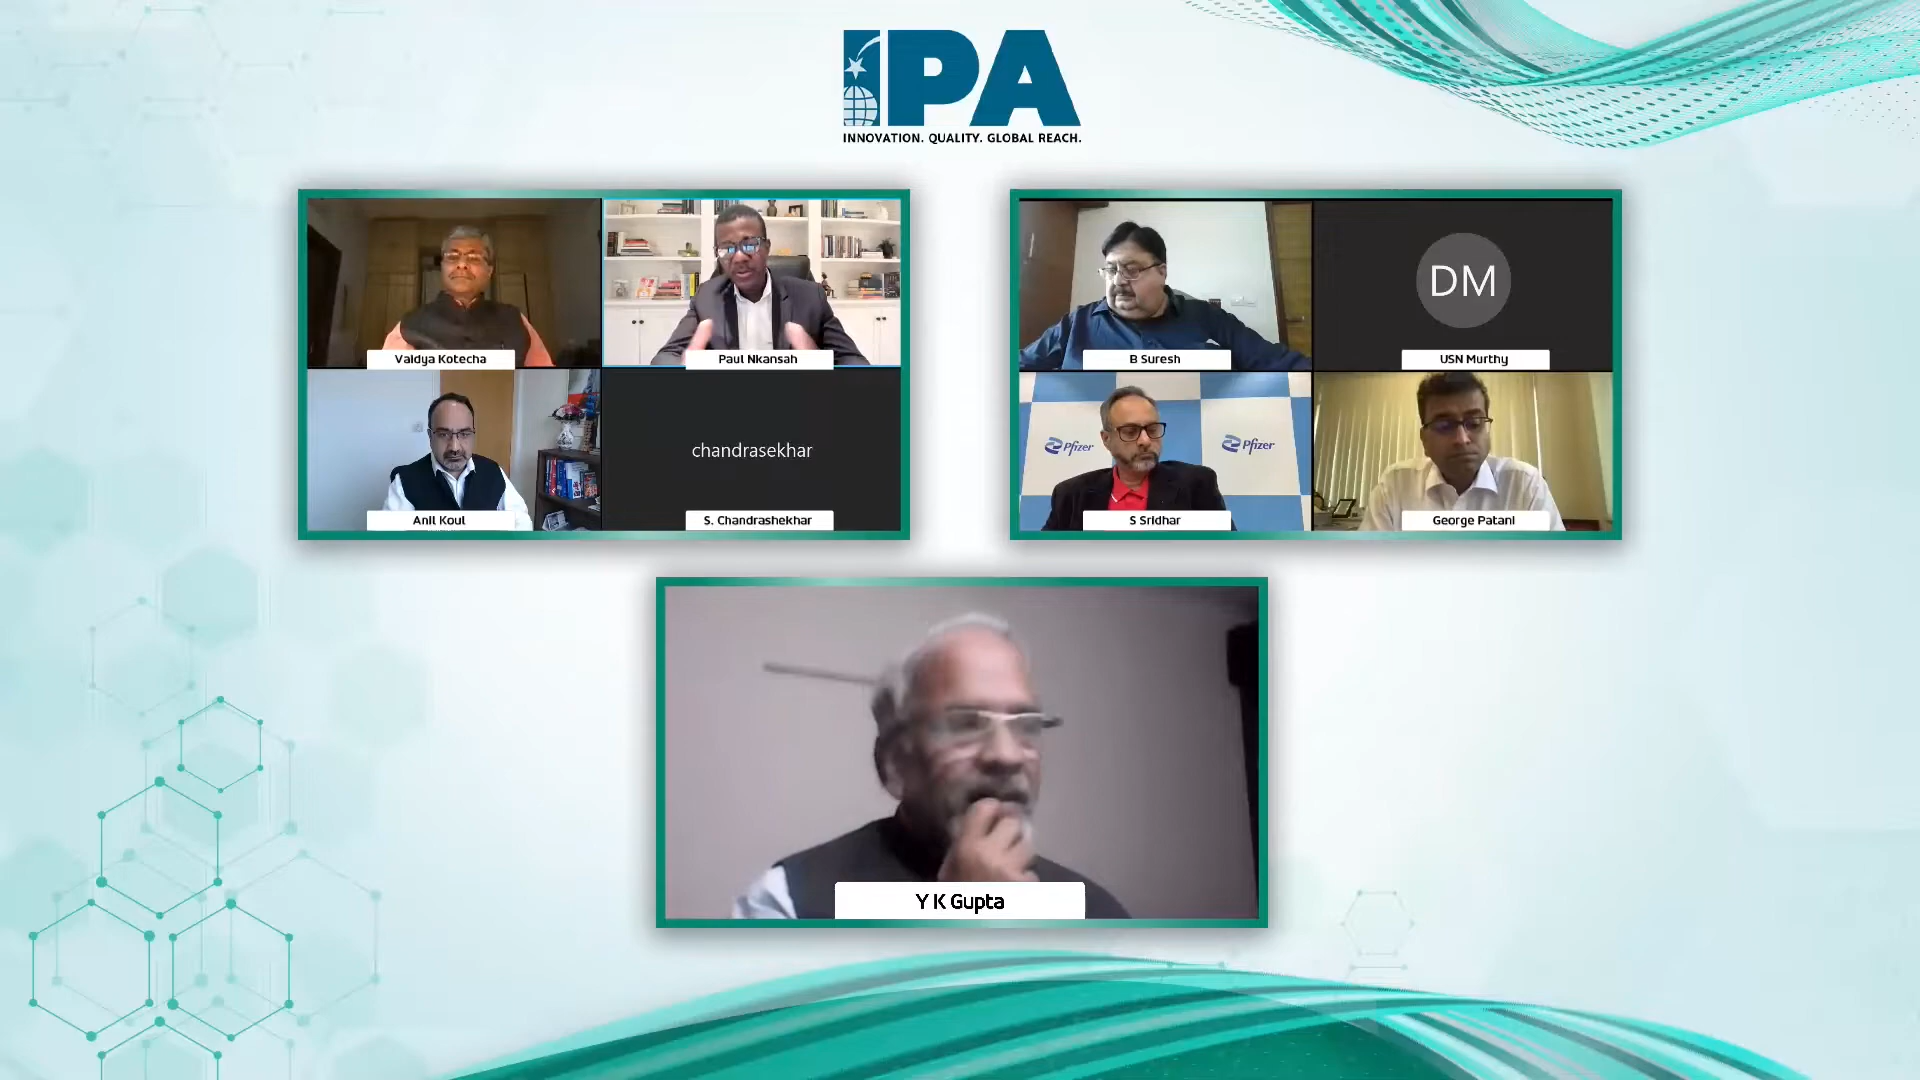 IPA
INNOVATION. QUALITY. GLOBAL REACH.
Vaidya Kotecha
Paul Nkansah
Anil Koul
chandrasekhar
S. Chandrashekhar
B Suresh
DM
USN Murthy
Pfizer
Pfizer
S Sridhar
George Patani
Y K Gupta